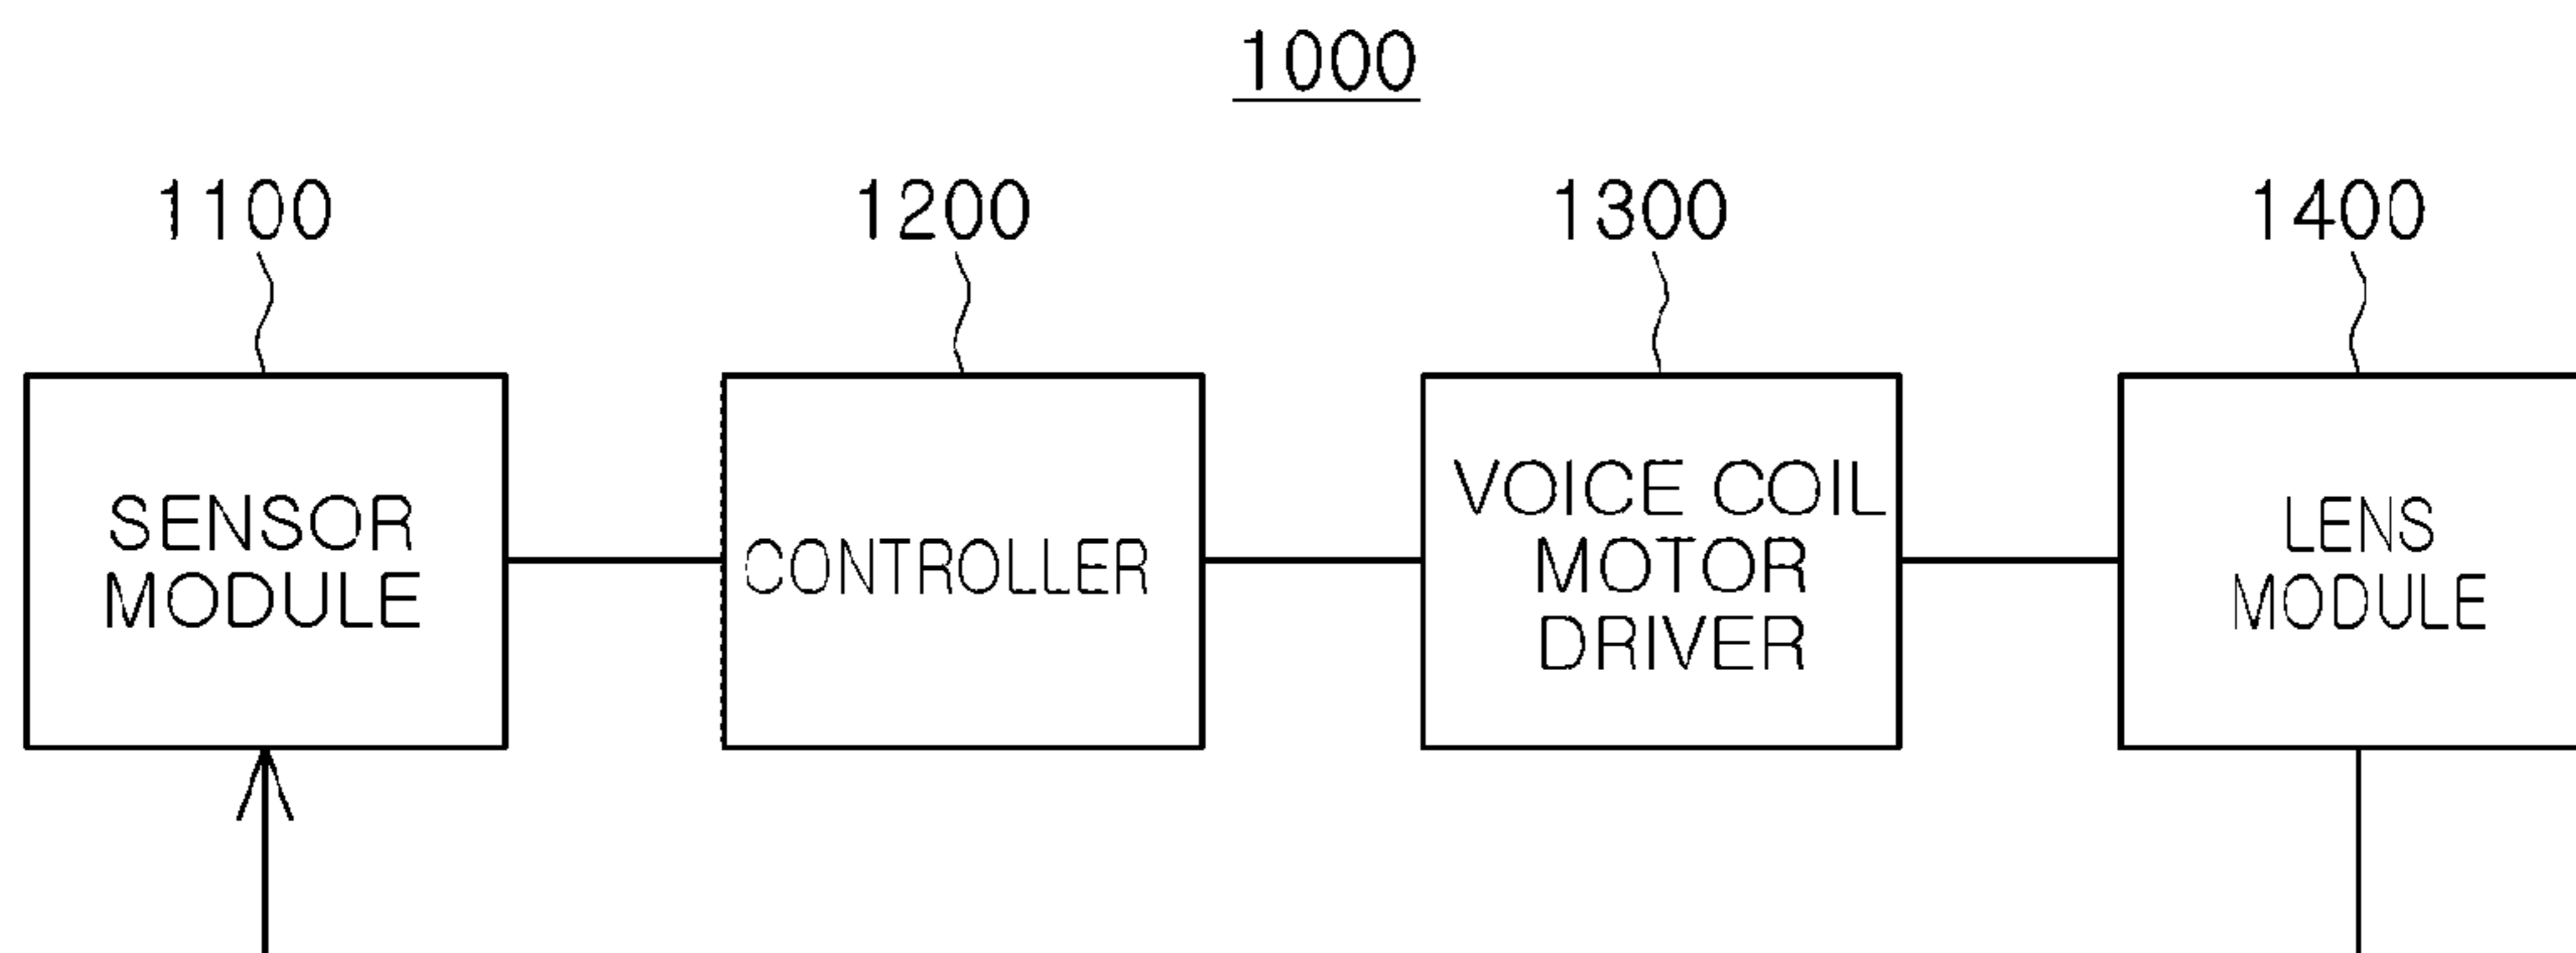 1000
1100
1200
1300
1400
SENSOR
MODULE
CONTROLLER
VOICE COIL
MOTOR
DRIVER
LENS
MODULE